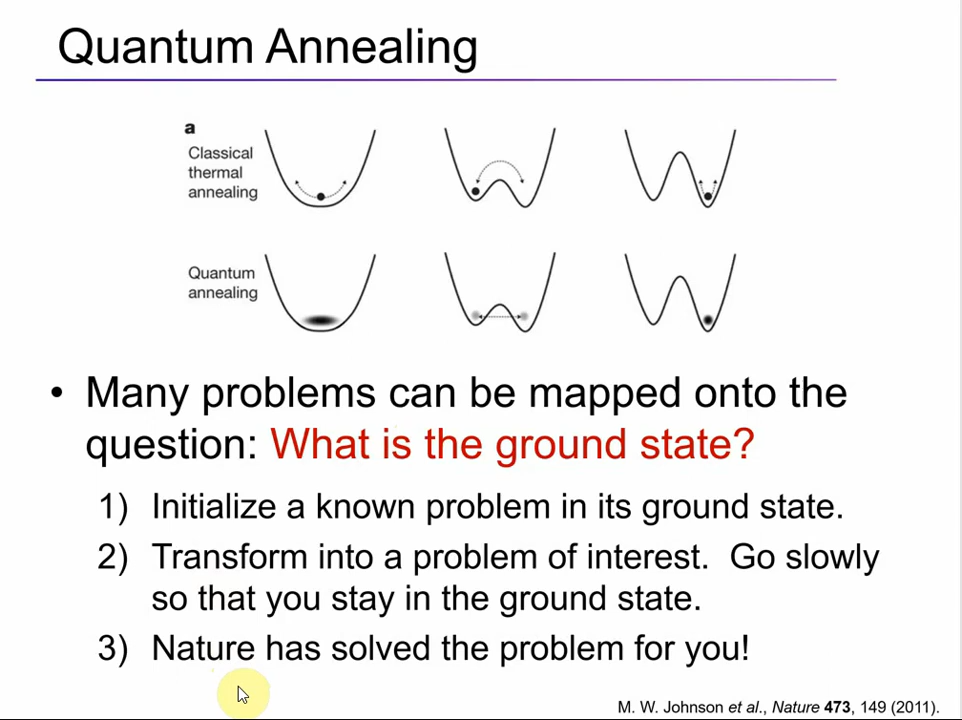 Quantum Annealing
a
Classical
thermal
annealing
Quantum
annealing
• Many problems can be mapped onto the
question: What is the ground state?
1) Initialize a known problem in its ground state.
2) Transform into a problem of interest. Go slowly
so that you stay in the ground state.
3) Nature has solved the problem for you!
M. W. Johnson et al., Nature 473, 149 (2011).